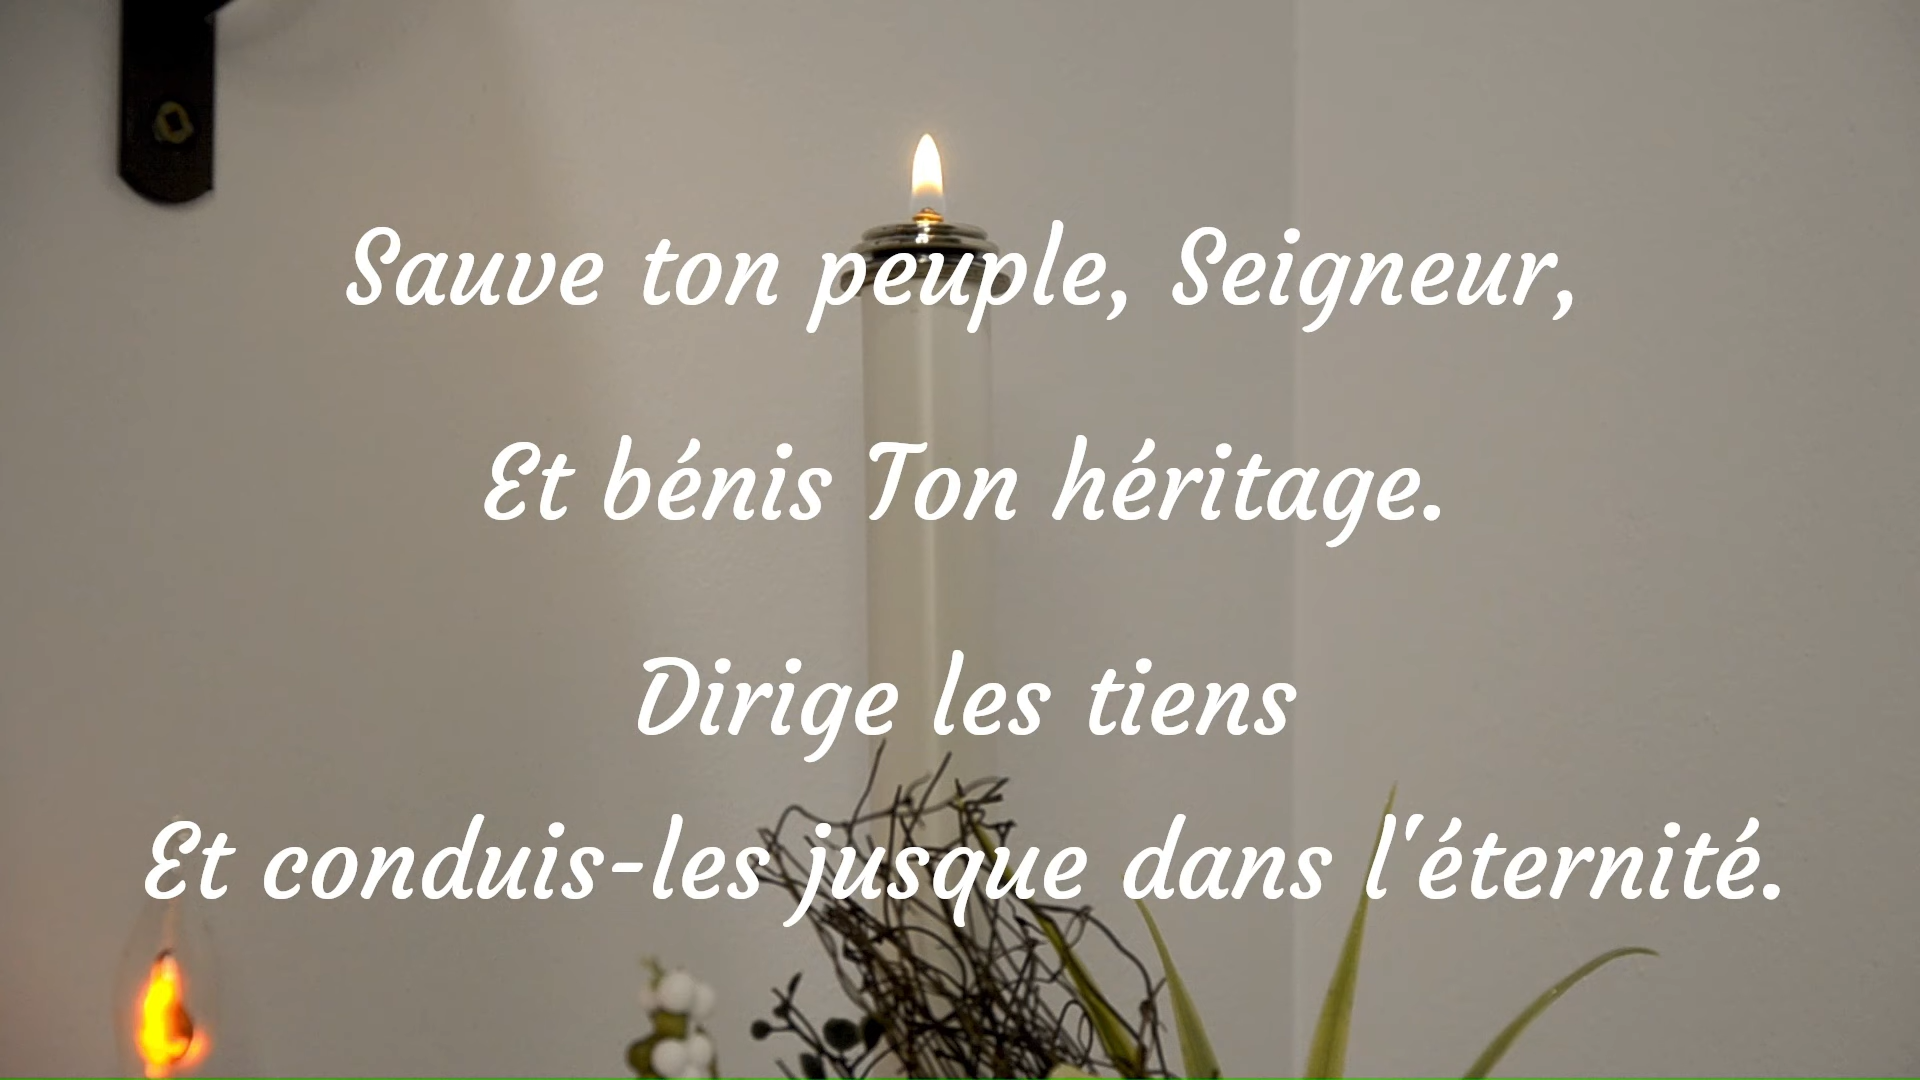 Sauve ton peuple, Seigneur,
Et bénis Ton héritage.
Dirige les tiens
Et conduis-les jusque dans l'éternité.